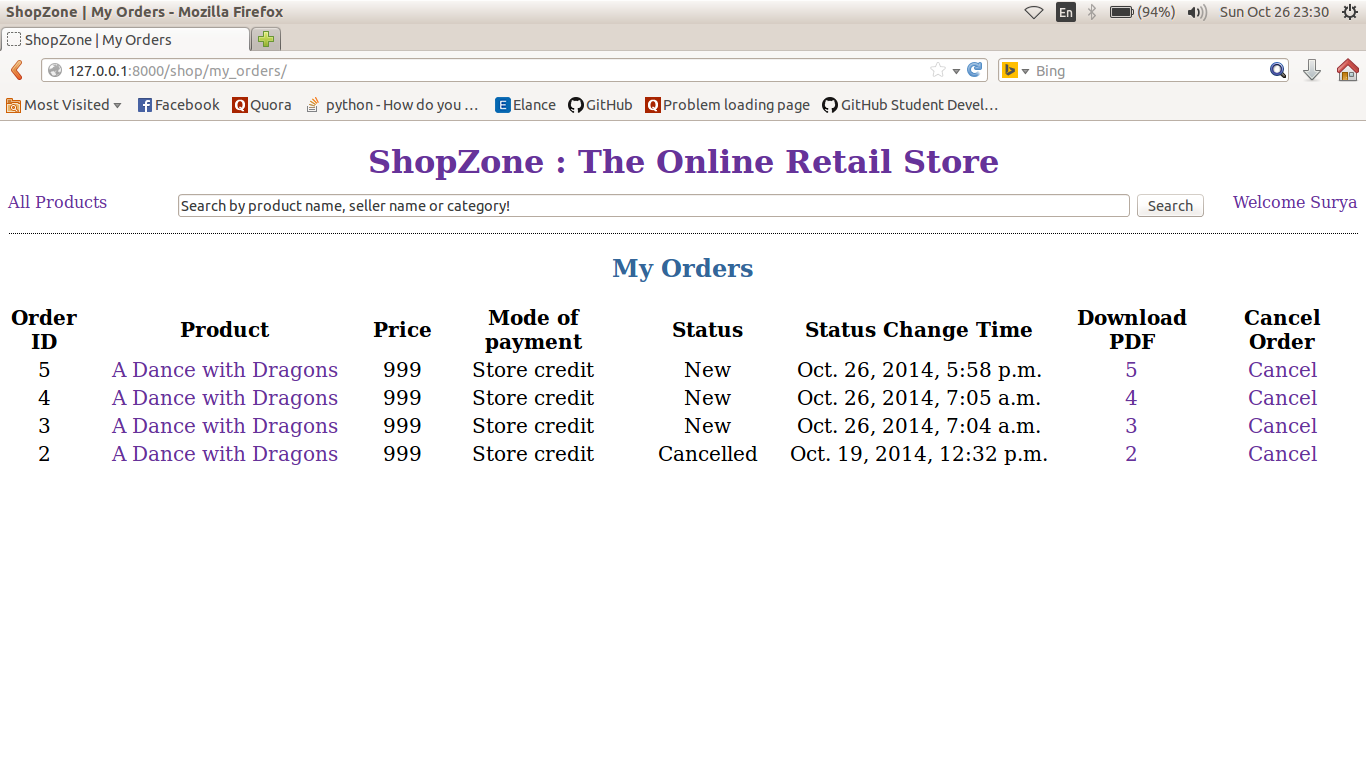 ShopZone | My Orders - Mozilla Firefox En (94%) Sun Oct 26 23:30
ShopZone | My Orders
127.0.0.1:8000/shop/my_orders/ Bing
Most Visited Facebook Quora python - How do you ... Elance GitHub Problem loading page GitHub Student Devel...
ShopZone : The Online Retail Store
All Products Search by product name, seller name or category! Search Welcome Surya
My Orders
Order ID Product Price Mode of payment Status Status Change Time Download PDF Cancel Order
5 A Dance with Dragons 999 Store credit New Oct. 26, 2014, 5:58 p.m. 5 Cancel
4 A Dance with Dragons 999 Store credit New Oct. 26, 2014, 7:05 a.m. 4 Cancel
3 A Dance with Dragons 999 Store credit New Oct. 26, 2014, 7:04 a.m. 3 Cancel
2 A Dance with Dragons 999 Store credit Cancelled Oct. 19, 2014, 12:32 p.m. 2 Cancel